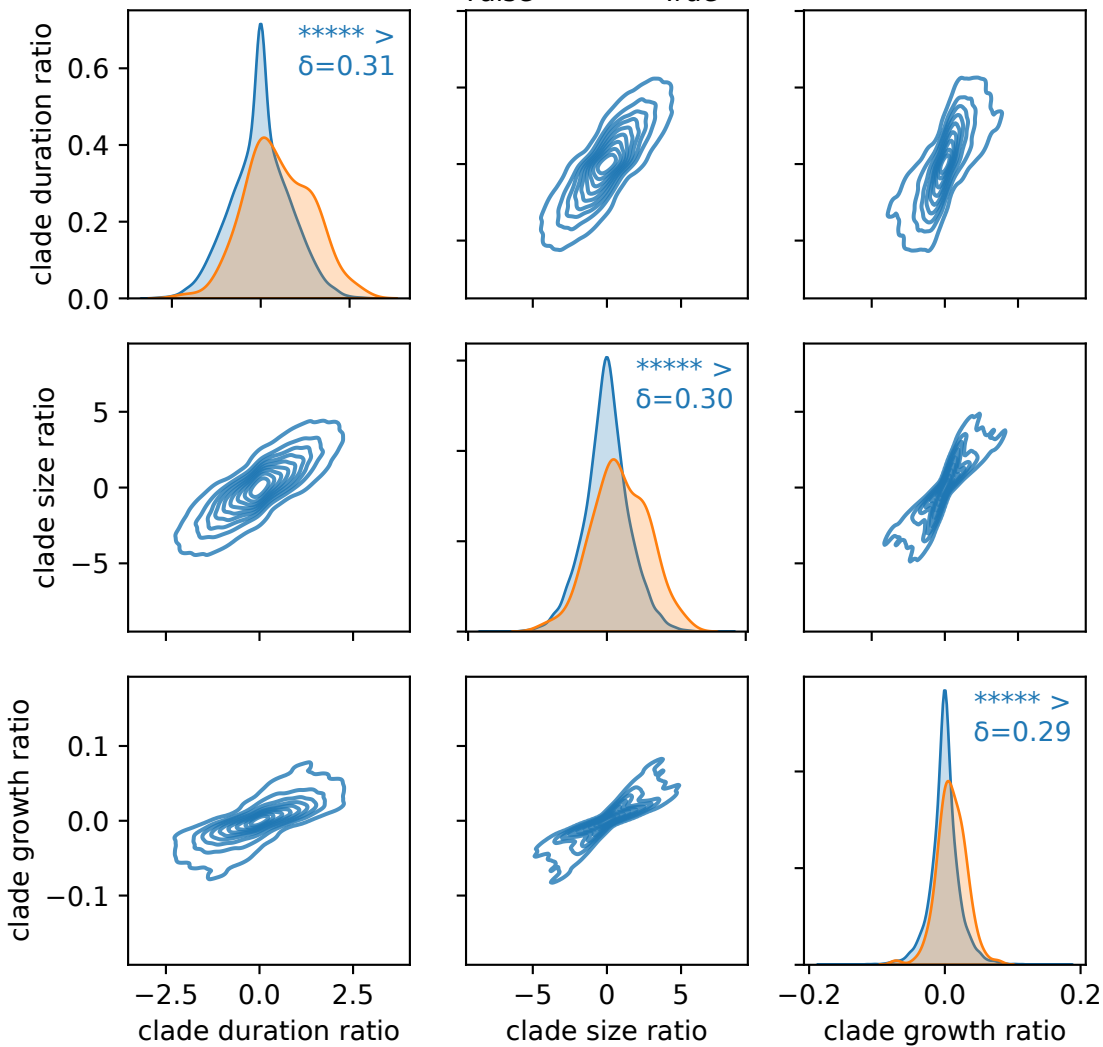 ***** >
δ=0.31
clade duration ratio
0.6
0.4
0.2
0.0
***** >
δ=0.30
clade size ratio
5
0
−5
***** >
δ=0.29
clade growth ratio
0.1
0.0
−0.1
−2.5 0.0 2.5 −5 0 5 −0.2 0.0 0.2
clade duration ratio clade size ratio clade growth ratio